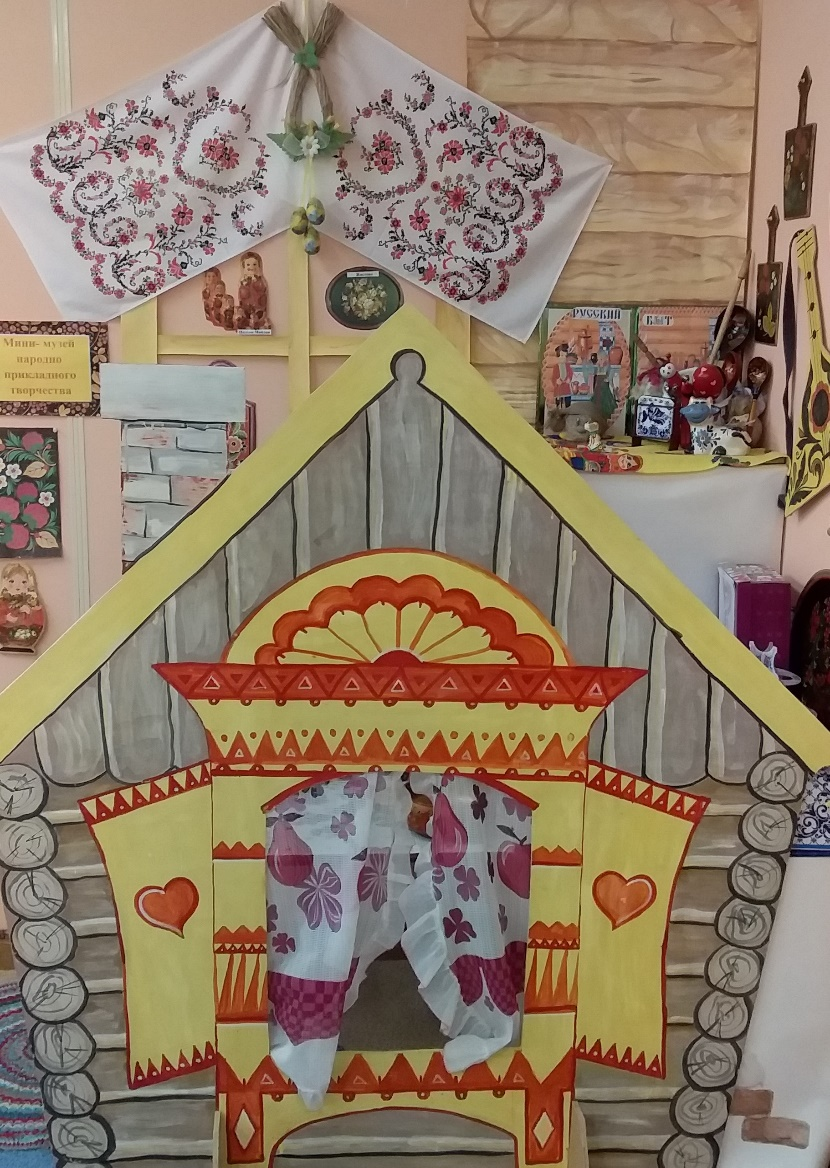 Мини- музей
народно
прикладного
творчества
РУССКИЙ БЫТ